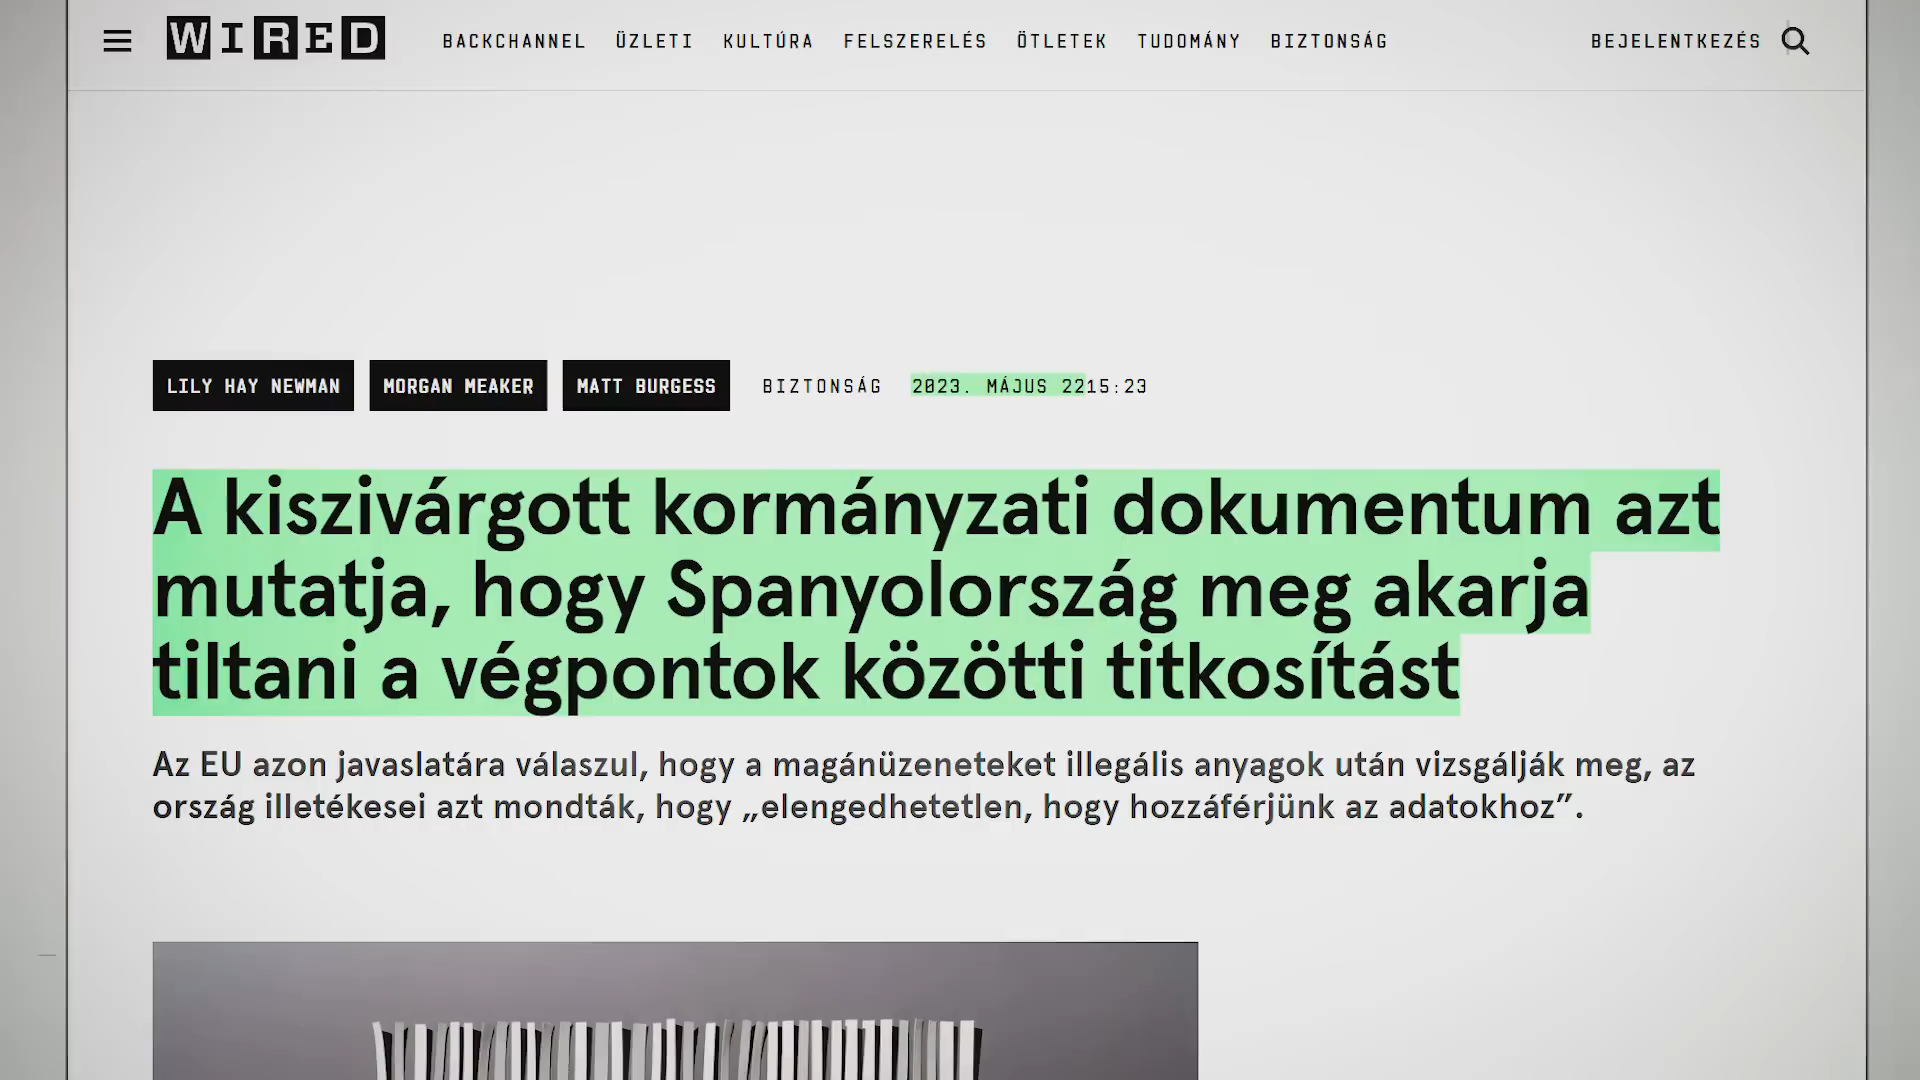 WIRED BACKCHANNEL ÜZLETI KULTÚRA FELSZERELÉS ÖTLETEK TUDOMÁNY BIZTONSÁG BEJELENTKEZÉS
LILY HAY NEWMAN MORGAN MEAKER MATT BURGESS BIZTONSÁG 2023. MÁJUS 2215:23
A kiszivárgott kormányzati dokumentum azt
mutatja, hogy Spanyolország meg akarja
tiltani a végpontok közötti titkosítást
Az EU azon javaslatára válaszul, hogy a magánüzeneteket illegális anyagok után vizsgálják meg, az
ország illetékesei azt mondták, hogy „elengedhetetlen, hogy hozzáférjünk az adatokhoz”.